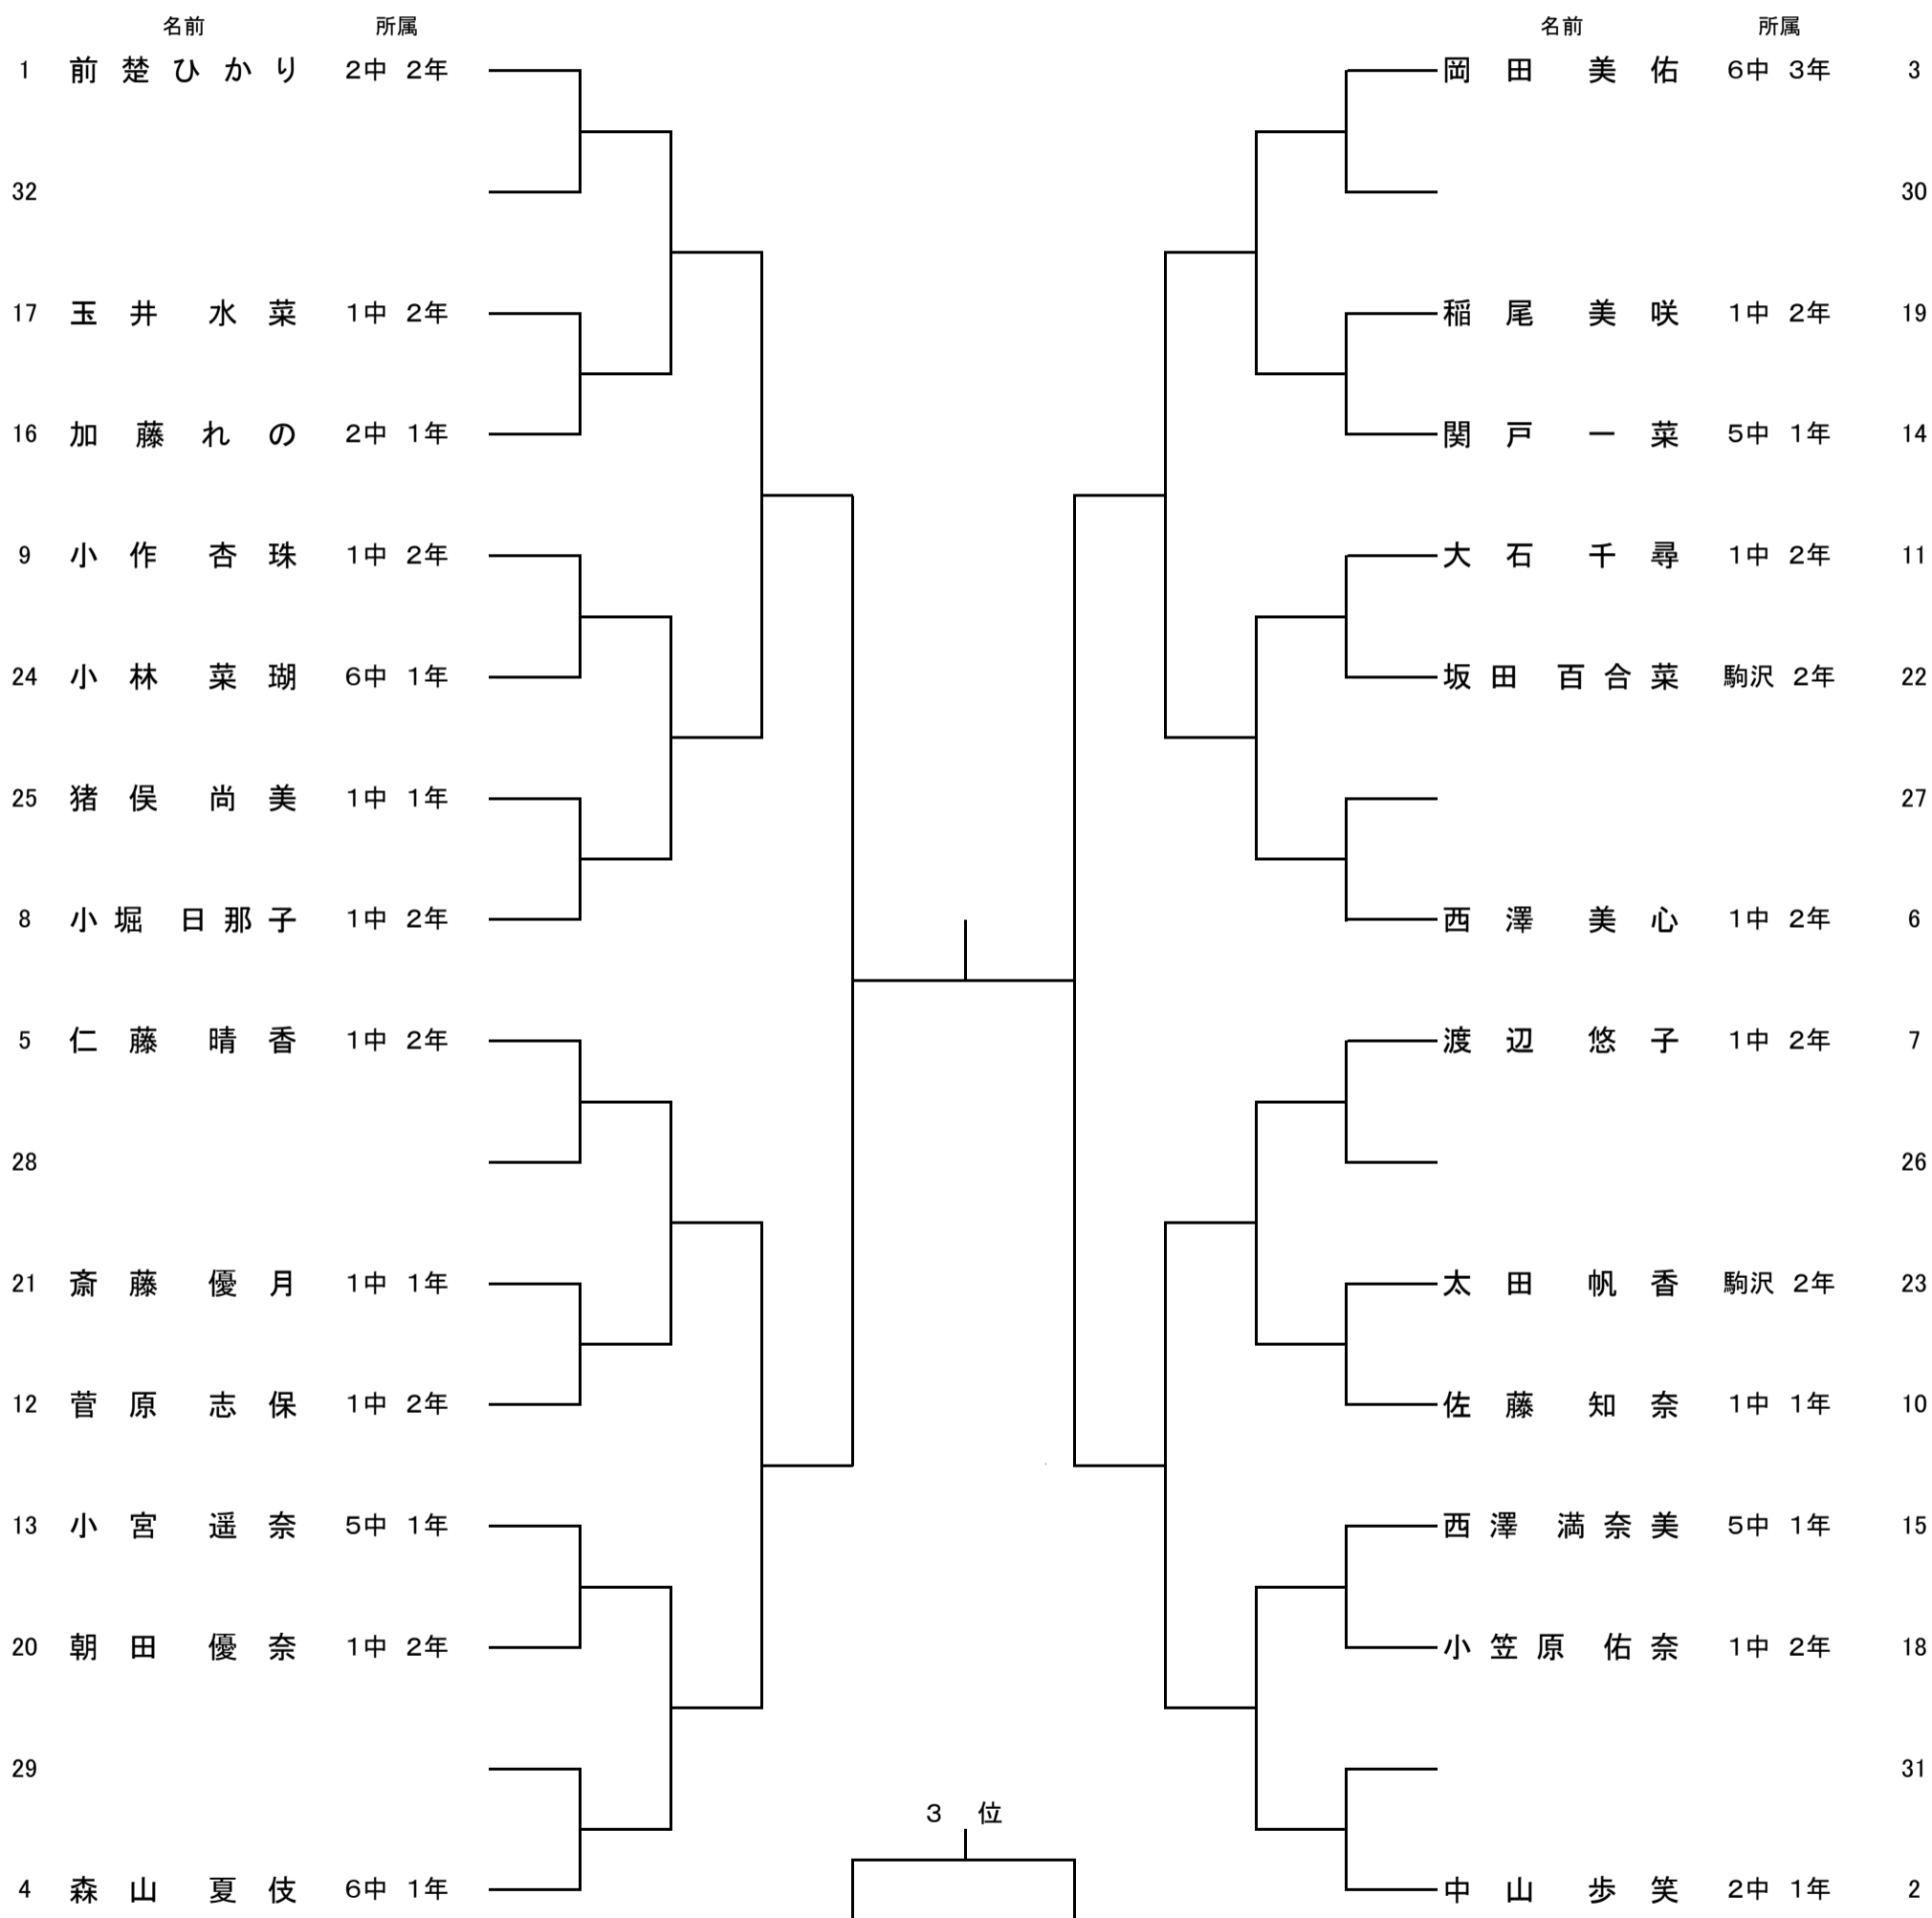 名前 所属 名前 所属
1 前楚ひかり 2中 2年 岡田 美佑 6中 3年 3
32 30
17 玉井 水菜 1中 2年 稲尾 美咲 1中 2年 19
16 加藤れの 2中 1年 関戸 一菜 5中 1年 14
9 小作 杏珠 1中 2年 大石 千尋 1中 2年 11
24 小林 菜瑚 6中 1年 坂田 百合菜 駒沢 2年 22
25 猪俣 尚美 1中 1年 27
8 小堀 日那子 1中 2年 西澤 美心 1中 2年 6
5 仁藤 晴香 1中 2年 渡辺 悠子 1中 2年 7
28 26
21 斎藤 優月 1中 1年 太田 帆香 駒沢 2年 23
12 菅原 志保 1中 2年 佐藤 知奈 1中 1年 10
13 小宮 遥奈 5中 1年 西澤 満奈美 5中 1年 15
20 朝田 優奈 1中 2年 小笠原 佑奈 1中 2年 18
29 31
3 位
4 森山 夏伎 6中 1年 中山 歩笑 2中 1年 2